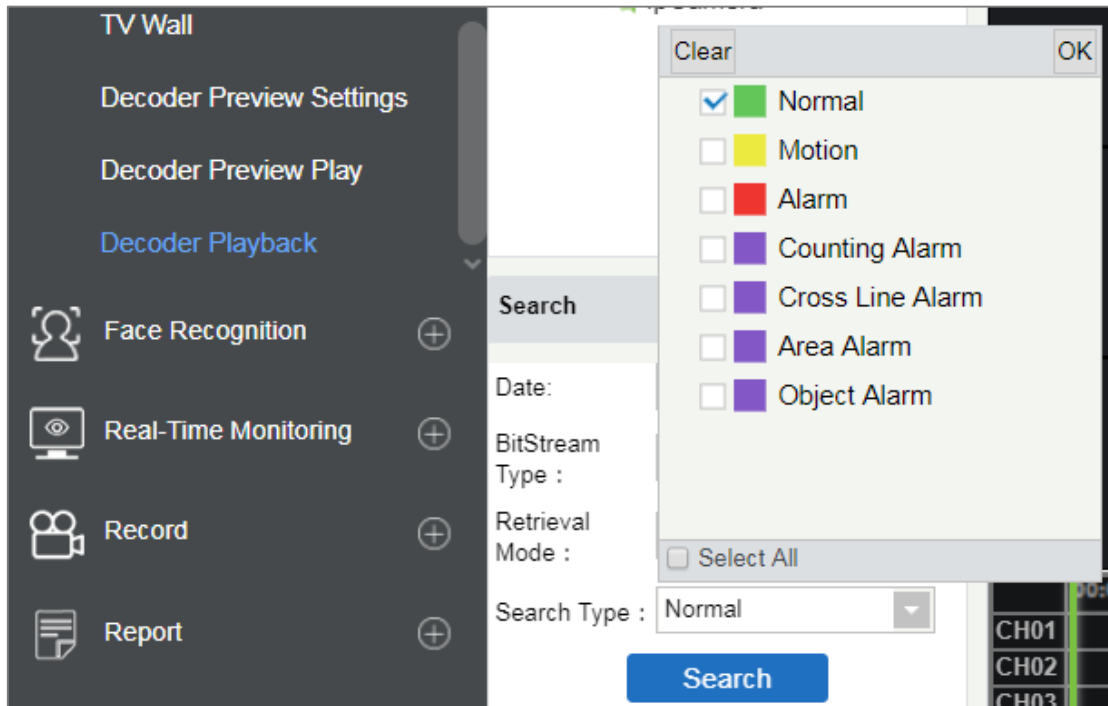 TV Wall
Decoder Preview Settings
Decoder Preview Play
Decoder Playback
Face Recognition
Real-Time Monitoring
Record
Report
Clear OK
Normal
Motion
Alarm
Counting Alarm
Cross Line Alarm
Area Alarm
Object Alarm
Select All
Search
Date:
BitStream
Type :
Retrieval
Mode :
Search Type : Normal
Search
CH01
CH02
CH03